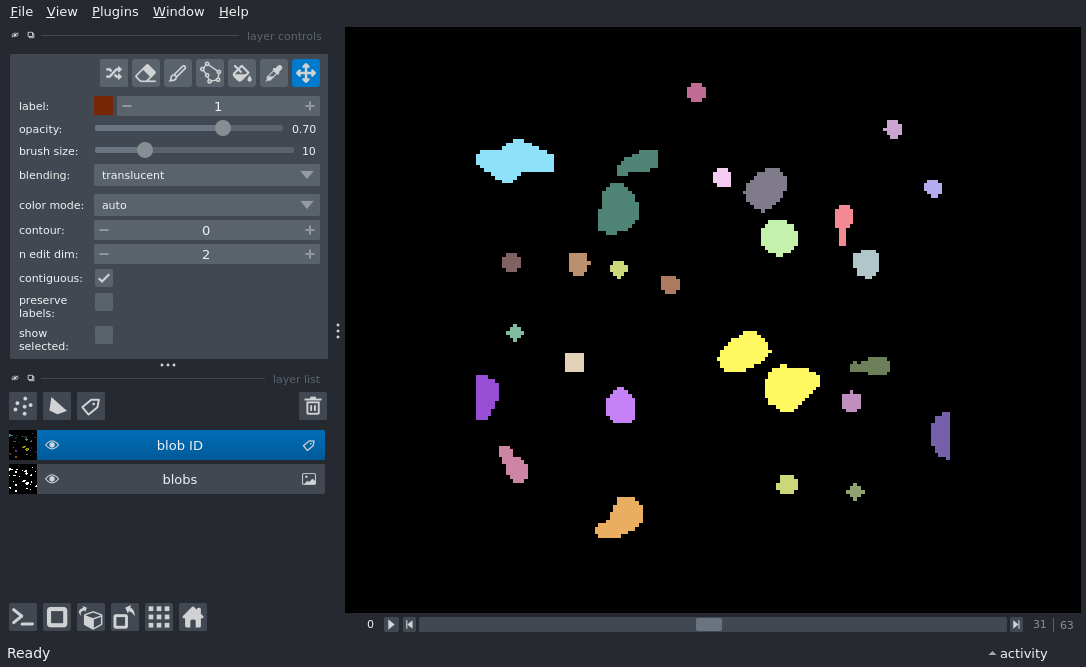 File View Plugins Window Help
layer controls
label: 1
opacity: 0.70
brush size: 10
blending: translucent
color mode: auto
contour: 0
n edit dim: 2
contiguous:
preserve
labels:
show
selected:
layer list
blob ID
blobs
0 31 | 63
Ready activity